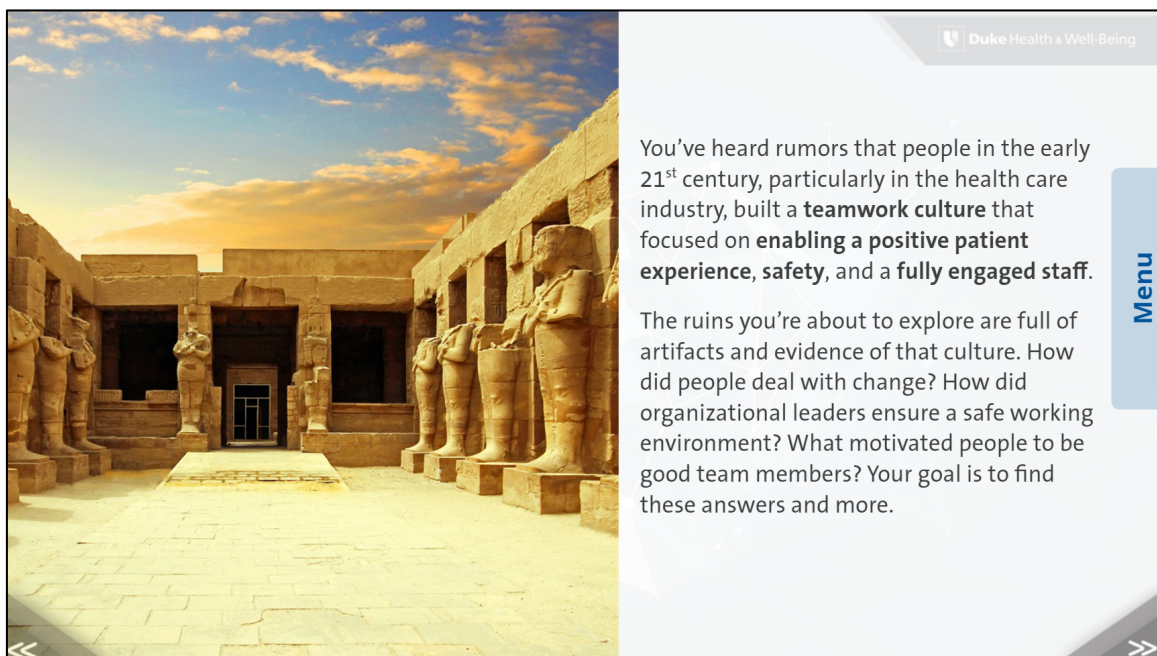 Duke Health & Well-Being
You’ve heard rumors that people in the early
21st century, particularly in the health care
industry, built a teamwork culture that
focused on enabling a positive patient
experience, safety, and a fully engaged staff.
The ruins you’re about to explore are full of
artifacts and evidence of that culture. How
did people deal with change? How did
organizational leaders ensure a safe working
environment? What motivated people to be
good team members? Your goal is to find
these answers and more.
Menu